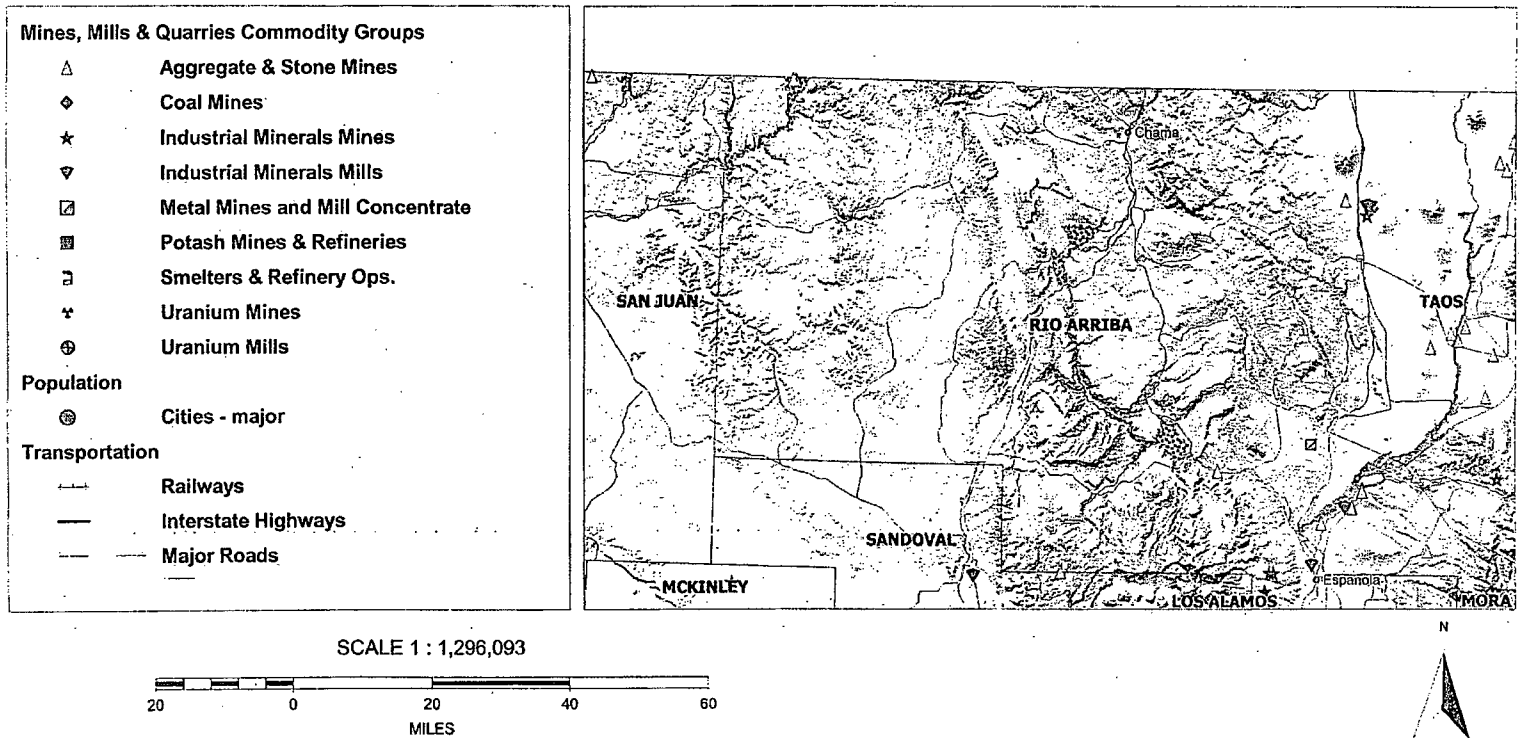 Mines, Mills & Quarries Commodity Groups
Aggregate & Stone Mines
Coal Mines
Industrial Minerals Mines
Industrial Minerals Mills
Metal Mines and Mill Concentrate
Potash Mines & Refineries
Smelters & Refinery Ops.
Uranium Mines
Uranium Mills
Population
Cities - major
Transportation
Railways
Interstate Highways
Major Roads
Chama
SAN JUAN
TAOS
RIO ARRIBA
SANDOVAL
MCKINLEY
Espanola
LOS ALAMOS
MORA
SCALE 1 : 1,296,093
20 0 20 40 60
MILES
N